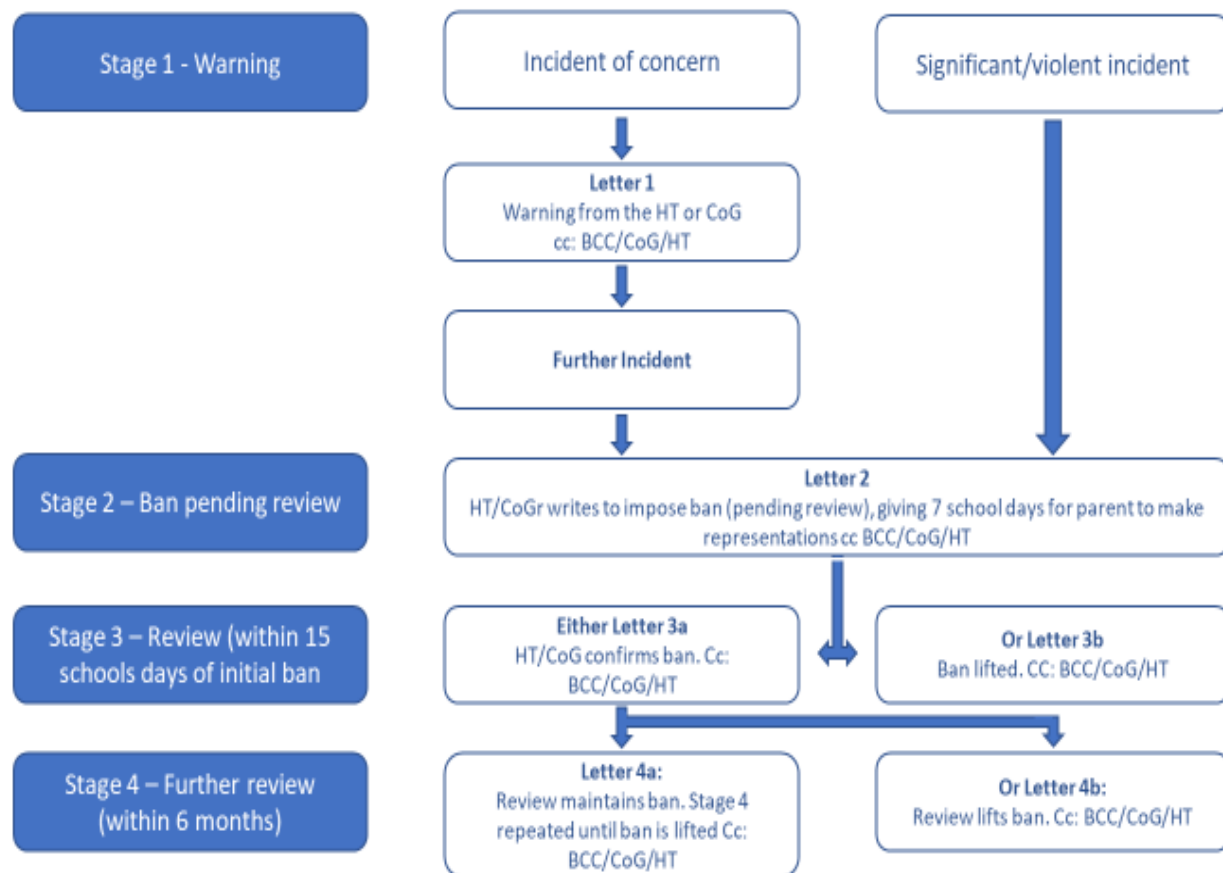 Stage 1 - Warning
Incident of concern
Significant/violent incident
Letter 1
Warning from the HT or CoG
cc: BCC/CoG/HT
Further Incident
Stage 2 – Ban pending review
Letter 2
HT/CoGr writes to impose ban (pending review), giving 7 school days for parent to make
representations cc BCC/CoG/HT
Stage 3 – Review (within 15
schools days of initial ban
Either Letter 3a
HT/CoG confirms ban. Cc:
BCC/CoG/HT
Or Letter 3b
Ban lifted. CC: BCC/CoG/HT
Stage 4 – Further review
(within 6 months)
Letter 4a:
Review maintains ban. Stage 4
repeated until ban is lifted Cc:
BCC/CoG/HT
Or Letter 4b:
Review lifts ban. Cc: BCC/CoG/HT